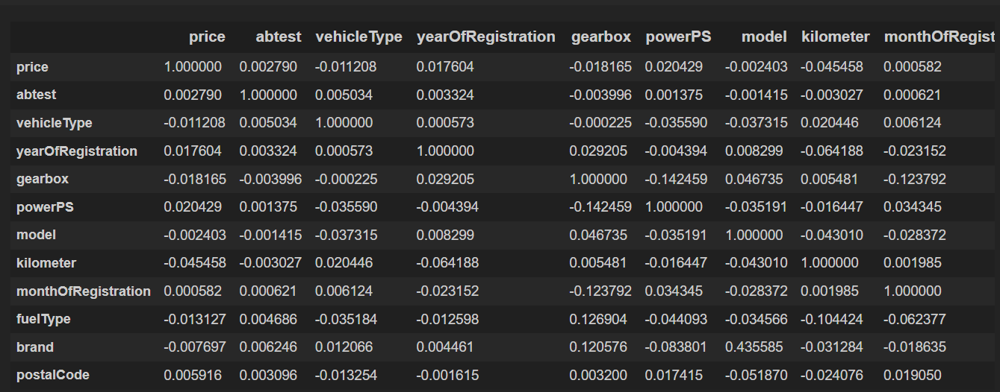 price abtest vehicleType yearOfRegistration gearbox powerPS model kilometer monthOfRegist
price 1.000000 0.002790 -0.011208 0.017604 -0.018165 0.020429 -0.002403 -0.045458 0.000582
abtest 0.002790 1.000000 0.005034 0.003324 -0.003996 0.001375 -0.001415 -0.003027 0.000621
vehicleType -0.011208 0.005034 1.000000 0.000573 -0.000225 -0.035590 -0.037315 0.020446 0.006124
yearOfRegistration 0.017604 0.003324 0.000573 1.000000 0.029205 -0.004394 0.008299 -0.064188 -0.023152
gearbox -0.018165 -0.003996 -0.000225 0.029205 1.000000 -0.142459 0.046735 0.005481 -0.123792
powerPS 0.020429 0.001375 -0.035590 -0.004394 -0.142459 1.000000 -0.035191 -0.016447 0.034345
model -0.002403 -0.001415 -0.037315 0.008299 0.046735 -0.035191 1.000000 -0.043010 -0.028372
kilometer -0.045458 -0.003027 0.020446 -0.064188 0.005481 -0.016447 -0.043010 1.000000 0.001985
monthOfRegistration 0.000582 0.000621 0.006124 -0.023152 -0.123792 0.034345 -0.028372 0.001985 1.000000
fuelType -0.013127 0.004686 -0.035184 -0.012598 0.126904 -0.044093 -0.034566 -0.104424 -0.062377
brand -0.007697 0.006246 0.012066 0.004461 0.120576 -0.083801 0.435585 -0.031284 -0.018635
postalCode 0.005916 0.003096 -0.013254 -0.001615 0.003200 0.017415 -0.051870 -0.024076 0.019050